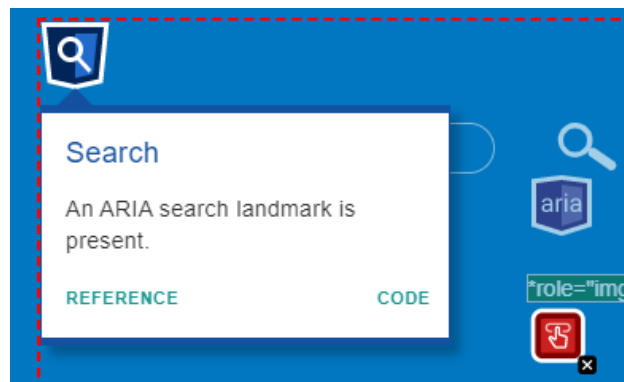 Search
An ARIA search landmark is
present.
REFERENCE
CODE
aria
*role="img